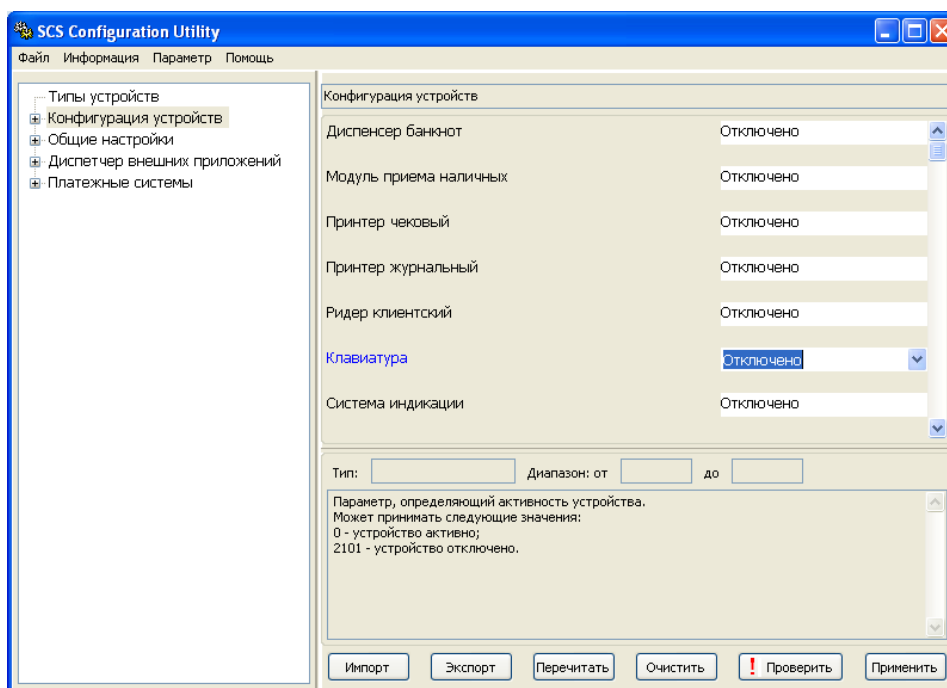 SCS Configuration Utility
Файл Информация Параметр Помощь
Типы устройств
Конфигурация устройств
Общие настройки
Диспетчер внешних приложений
Платежные системы
Конфигурация устройств
Диспенсер банкнот Отключено
Модуль приема наличных Отключено
Принтер чековый Отключено
Принтер журнальный Отключено
Ридер клиентский Отключено
Клавиатура Отключено
Система индикации Отключено
Тип: Диапазон: от до
Параметр, определяющий активность устройства.
Может принимать следующие значения:
0 - устройство активно;
2101 - устройство отключено.
Импорт Экспорт Перечитать Очистить ! Проверить Применить